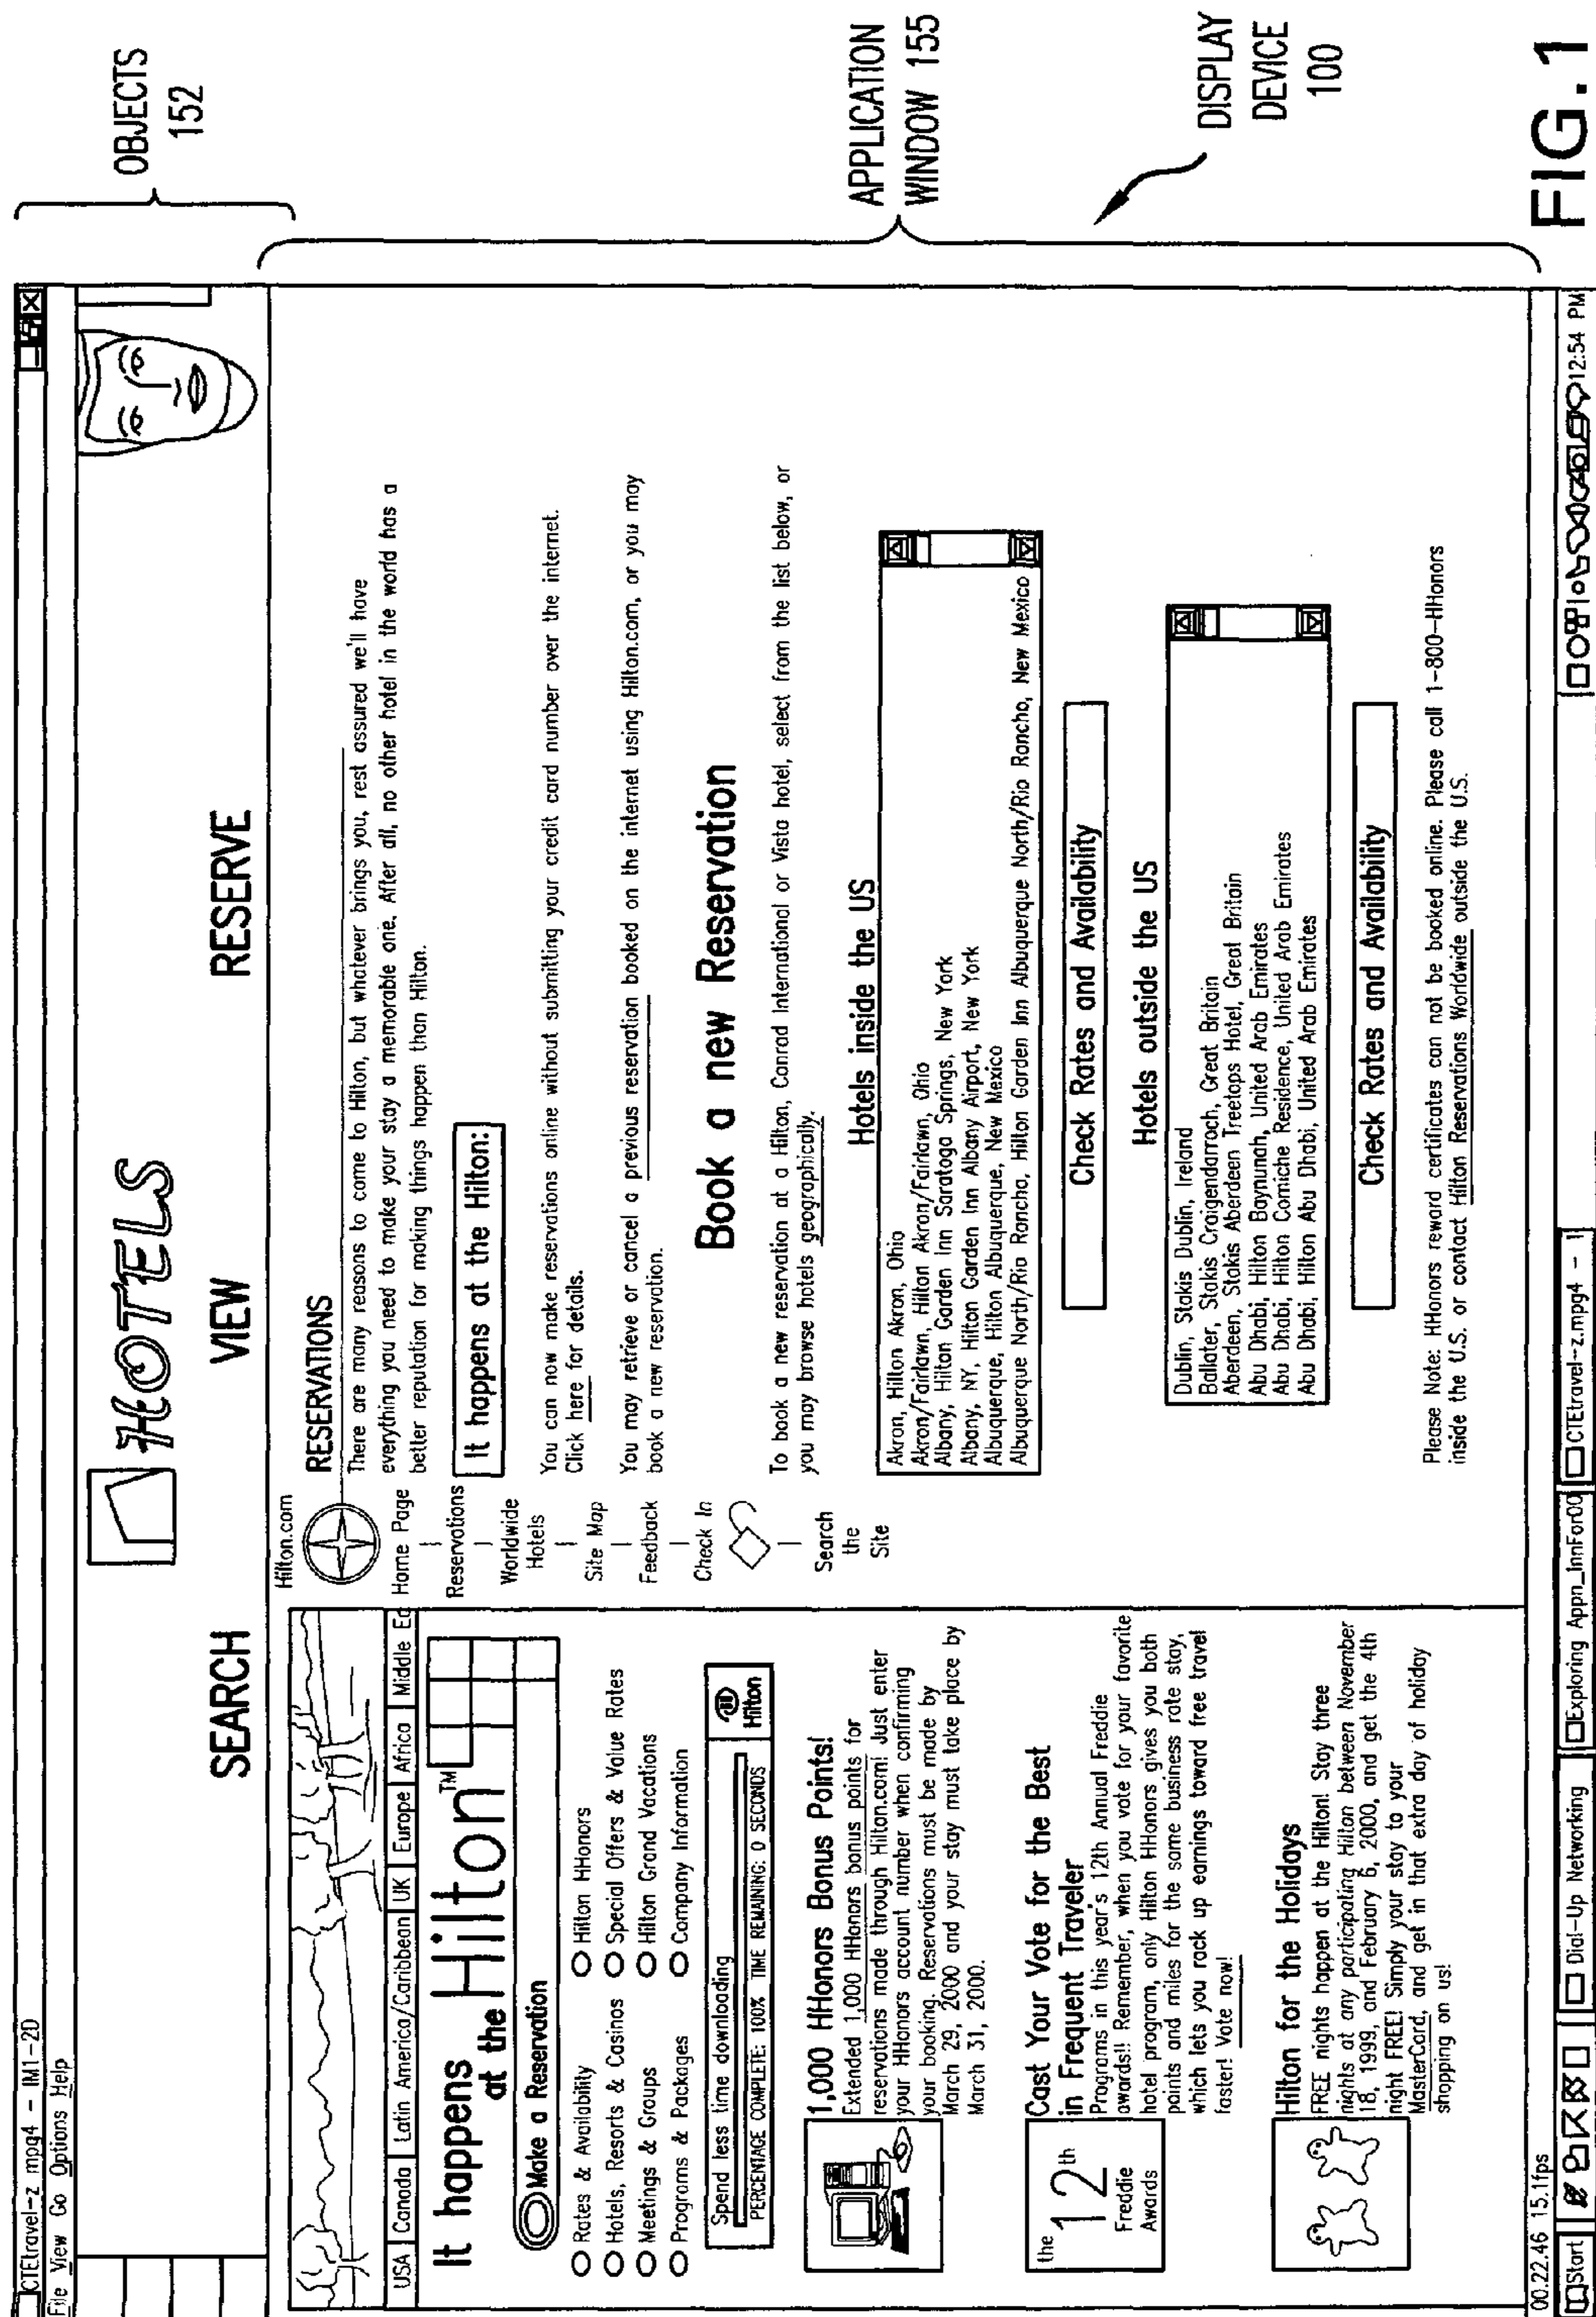 CTEtravel-z mpg4 - IM1-2D
File View Go Options Help
HOTELS
SEARCH VIEW RESERVE
USA Canada Latin America/Caribbean UK Europe Africa Middle Ea
It happens
at the Hilton™
Make a Reservation
Rates & Availability Hilton HHonors
Hotels, Resorts & Casinos Special Offers & Value Rates
Meetings & Groups Hilton Grand Vacations
Programs & Packages Company Information
Spend less time downloading
PERCENTAGE COMPLETE: 100% TIME REMAINING: 0 SECONDS
Hilton
1,000 HHonors Bonus Points!
Extended 1,000 HHonors bonus points for
reservations made through Hilton.com! Just enter
your HHonors account number when confirming
your booking. Reservations must be made by
March 29, 2000 and your stay must take place by
March 31, 2000.
the
12th
Freddie
Awards
Cast Your Vote for the Best
in Frequent Traveler
Programs in this year's 12th Annual Freddie
awards!! Remember, when you vote for your favorite
hotel program, only Hilton HHonors gives you both
points and miles for the same business rate stay,
which lets you rack up earnings toward free travel
faster! Vote now!
Hilton for the Holidays
FREE nights happen at the Hilton! Stay three
nights at any participating Hilton between November
18, 1999, and February 6, 2000, and get the 4th
night FREE! Simply your stay to your
MasterCard, and get in that extra day of holiday
shopping on us!
Hilton.com
Home Page
Reservations
Worldwide
Hotels
Site Map
Feedback
Check In
Search
the
Site
RESERVATIONS
There are many reasons to come to Hilton, but whatever brings you, rest assured we'll have
everything you need to make your stay a memorable one. After all, no other hotel in the world has a
better reputation for making things happen than Hilton.
It happens at the Hilton:
You can now make reservations online without submitting your credit card number over the internet.
Click here for details.
You may retrieve or cancel a previous reservation booked on the internet using Hilton.com, or you may
book a new reservation.
Book a new Reservation
To book a new reservation at a Hilton, Conrad International or Vista hotel, select from the list below, or
you may browse hotels geographically.
Hotels inside the US
Akron, Hilton Akron, Ohio
Akron/Fairlawn, Hilton Akron/Fairlawn, Ohio
Albany, Hilton Garden Inn Saratoga Springs, New York
Albany, NY, Hilton Garden Inn Albany Airport, New York
Albuquerque, Hilton Albuquerque, New Mexico
Albuquerque North/Rio Rancho, Hilton Garden Inn Albuquerque North/Rio Rancho, New Mexico
Check Rates and Availability
Hotels outside the US
Dublin, Stakis Dublin, Ireland
Ballater, Stakis Craigendarroch, Great Britain
Aberdeen, Stakis Aberdeen Treetops Hotel, Great Britain
Abu Dhabi, Hilton Baynunah, United Arab Emirates
Abu Dhabi, Hilton Corniche Residence, United Arab Emirates
Abu Dhabi, Hilton Abu Dhabi, United Arab Emirates
Check Rates and Availability
Please Note: HHonors reward certificates can not be booked online. Please call 1-800-HHonors
inside the U.S. or contact Hilton Reservations Worldwide outside the U.S.
00.22.46 15.1fps
Start Dial-Up Networking Exploring Appn_InnFor00 CTEtravel-z.mpg4 - I 12:54 PM
OBJECTS
152
APPLICATION
WINDOW 155
DISPLAY
DEVICE
100
FIG. 1